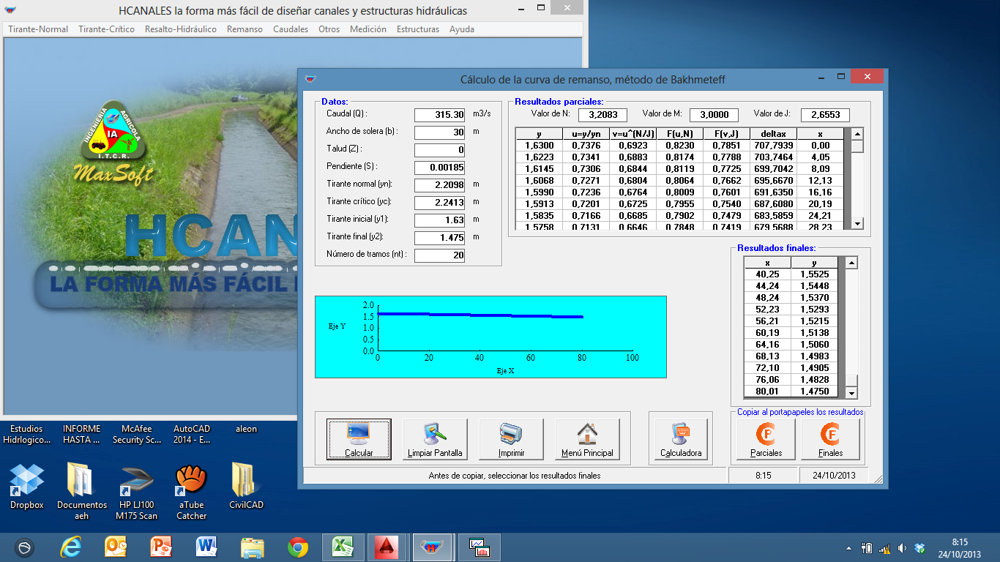 HCANALES la forma más fácil de diseñar canales y estructuras hidráulicas
Tirante-Normal Tirante-Crítico Resalto-Hidráulico Remanso Caudales Otros Medición Estructuras Ayuda
INGENIERIA AGRICOLA
IA
I.T.C.R.
MaxSoft
HCAN
LA FORMA MÁS FÁCIL
Cálculo de la curva de remanso, método de Bakhmeteff
Datos:
Caudal (Q) : 315.30 m3/s
Ancho de solera (b) : 30 m
Talud (Z) : 0
Pendiente (S) : 0.00185
Tirante normal (yn): 2.2098 m
Tirante crítico (yc): 2.2413 m
Tirante inicial (y1): 1.63 m
Tirante final (y2): 1.475 m
Número de tramos (nt) : 20
Resultados parciales:
Valor de N: 3,2083 Valor de M: 3,0000 Valor de J: 2,6553
y u=y/yn v=u^(N/J) F(u,N) F(v,J) deltax x
1,6300 0,7376 0,6923 0,8230 0,7851 707,7939 0,00
1,6223 0,7341 0,6883 0,8174 0,7788 703,7464 4,05
1,6145 0,7306 0,6844 0,8119 0,7725 699,7042 8,09
1,6068 0,7271 0,6804 0,8064 0,7662 695,6670 12,13
1,5990 0,7236 0,6764 0,8009 0,7601 691,6350 16,16
1,5913 0,7201 0,6725 0,7955 0,7540 687,6080 20,19
1,5835 0,7166 0,6685 0,7902 0,7479 683,5859 24,21
1,5758 0,7131 0,6646 0,7848 0,7419 679,5688 28,23
Resultados finales:
x y
40,25 1,5525
44,24 1,5448
48,24 1,5370
52,23 1,5293
56,21 1,5215
60,19 1,5138
64,16 1,5060
68,13 1,4983
72,10 1,4905
76,06 1,4828
80,01 1,4750
Eje Y
2.0
1.5
1.0
0.5
0.0
0 20 40 60 80 100
Eje X
Calcular
Limpiar Pantalla
Imprimir
Menú Principal
Calculadora
Copiar al portapapeles los resultados
Parciales
Finales
Antes de copiar, seleccionar los resultados finales 8:15 24/10/2013
Estudios Hidrlogico...
INFORME HASTA ...
McAfee Security Sc...
AutoCAD 2014 - E...
aleon
Dropbox
Documentos aeh
HP LJ100 M175 Scan
aTube Catcher
CivilCAD
8:15
24/10/2013